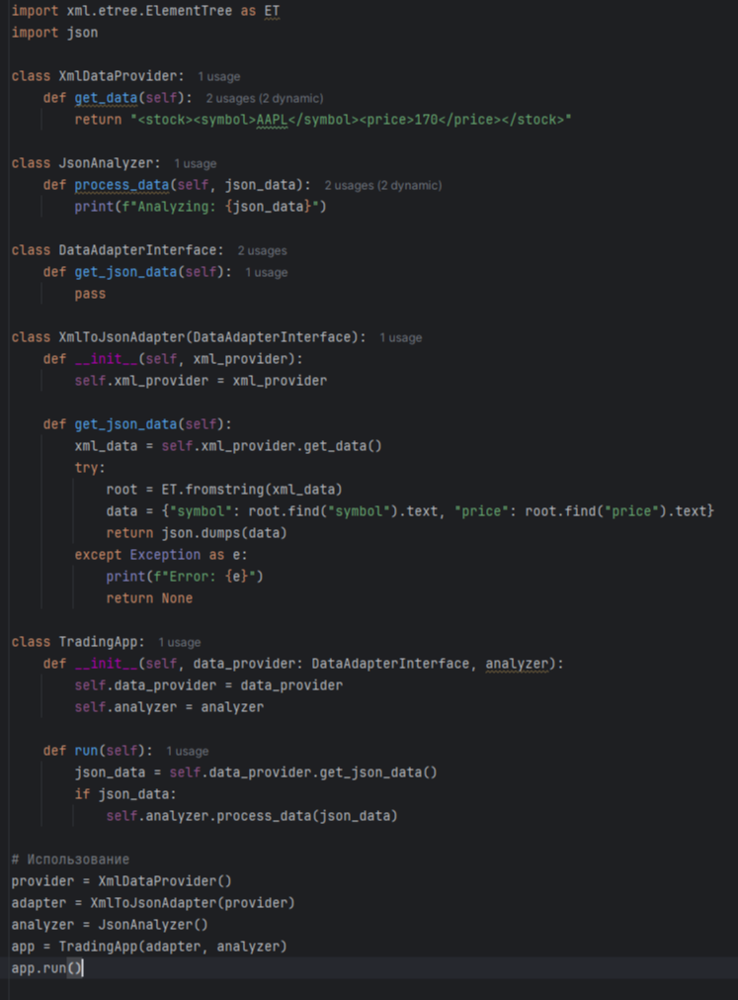 import xml.etree.ElementTree as ET
import json
class XmlDataProvider: 1 usage
def get_data(self): 2 usages (2 dynamic)
return "<stock><symbol>AAPL</symbol><price>170</price></stock>"
class JsonAnalyzer: 1 usage
def process_data(self, json_data): 2 usages (2 dynamic)
print(f"Analyzing: {json_data}")
class DataAdapterInterface: 2 usages
def get_json_data(self): 1 usage
pass
class XmlToJsonAdapter(DataAdapterInterface): 1 usage
def __init__(self, xml_provider):
self.xml_provider = xml_provider
def get_json_data(self):
xml_data = self.xml_provider.get_data()
try:
root = ET.fromstring(xml_data)
data = {"symbol": root.find("symbol").text, "price": root.find("price").text}
return json.dumps(data)
except Exception as e:
print(f"Error: {e}")
return None
class TradingApp: 1 usage
def __init__(self, data_provider: DataAdapterInterface, analyzer):
self.data_provider = data_provider
self.analyzer = analyzer
def run(self): 1 usage
json_data = self.data_provider.get_json_data()
if json_data:
self.analyzer.process_data(json_data)
# Использование
provider = XmlDataProvider()
adapter = XmlToJsonAdapter(provider)
analyzer = JsonAnalyzer()
app = TradingApp(adapter, analyzer)
app.run()